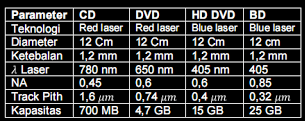 Parameter CD DVD HD DVD BD
Teknologi Red laser Red laser Blue laser Blue laser
Diameter 12 Cm 12 Cm 12 Cm 12 cm
Ketebalan 1,2 mm 1,2 mm 1,2 mm 1,2 mm
λ Laser 780 nm 650 nm 405 nm 405
NA 0,45 0,6 0,6 0,85
Track Pith 1,6 μm 0,74 μm 0,4 μm 0,32 μm
Kapasitas 700 MB 4,7 GB 15 GB 25 GB